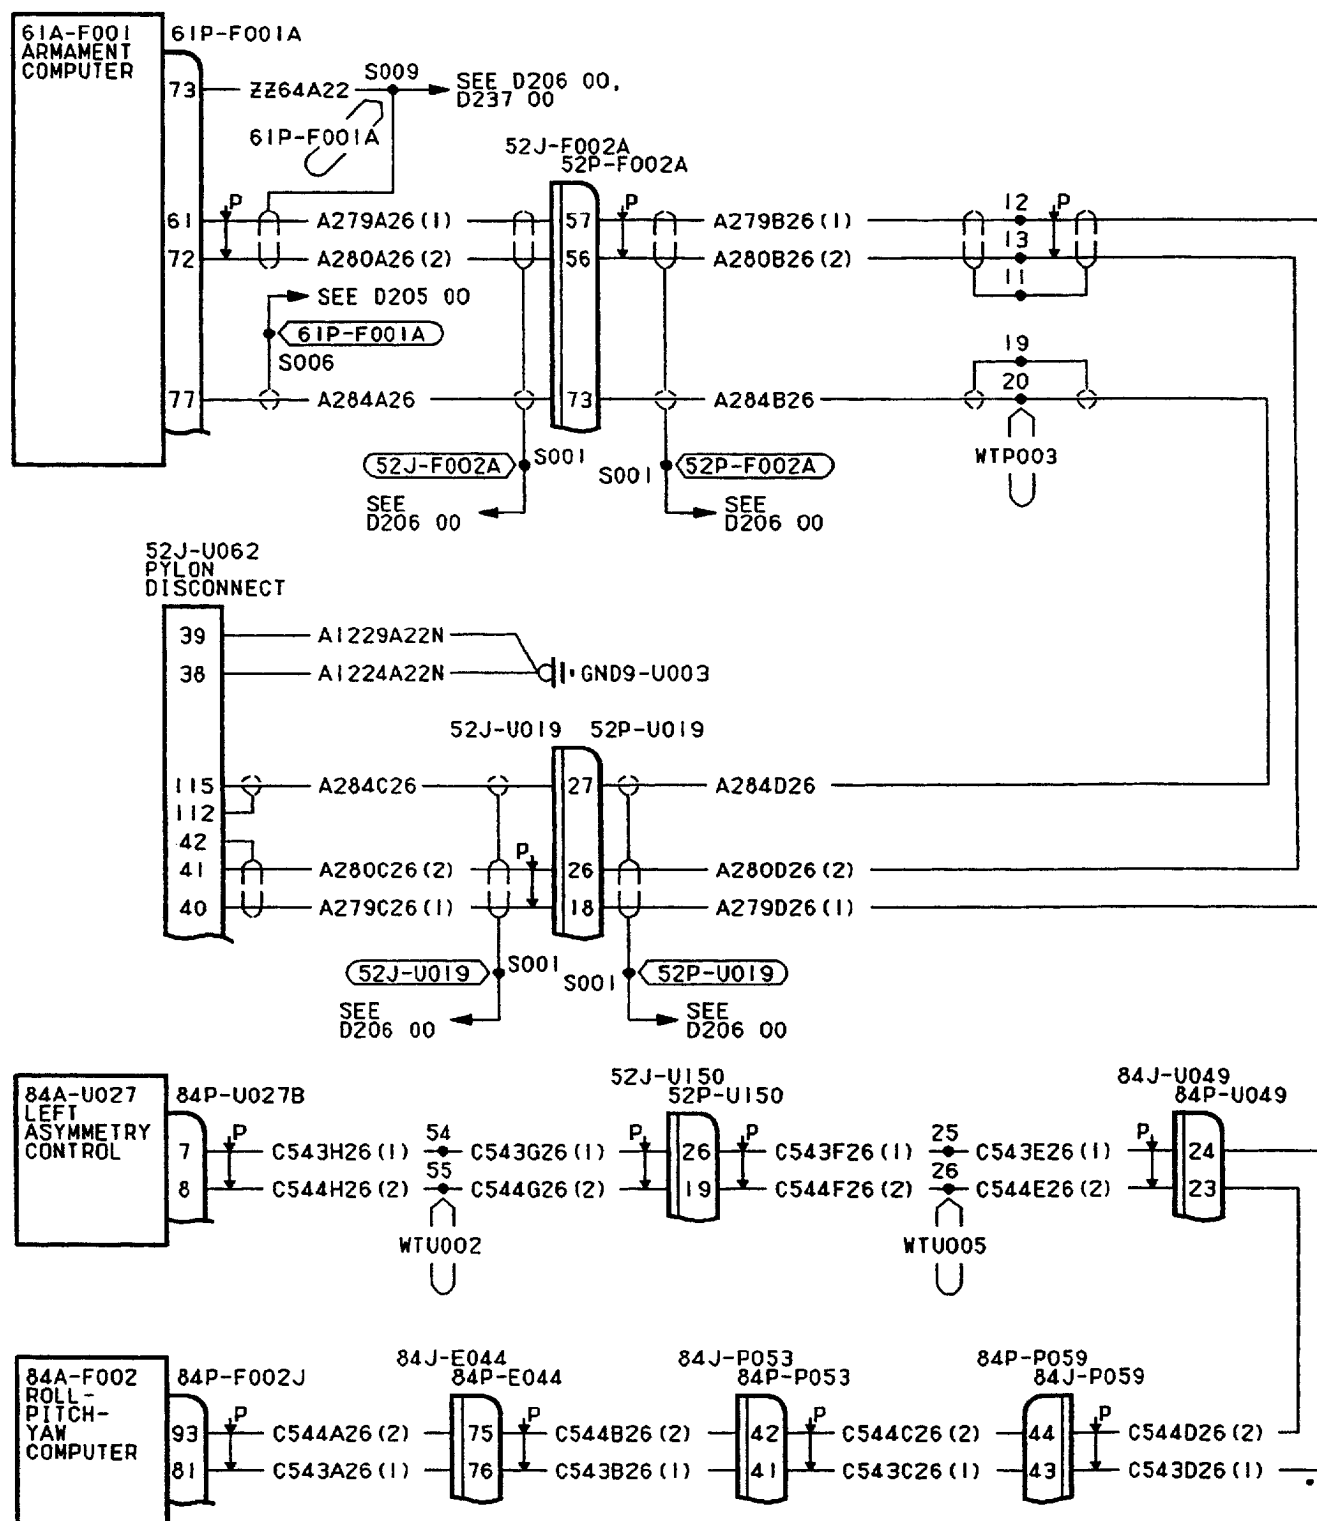 61A-F001
ARMAMENT
COMPUTER
61P-F001A
73
ZZ64A22
S009
SEE D206 00,
D237 00
61P-F001A
52J-F002A
52P-F002A
61
P
A279A26(1)
57
P
A279B26(1)
12
P
72
A280A26(2)
56
A280B26(2)
13
11
SEE D205 00
61P-F001A
S006
19
77
A284A26
73
A284B26
20
52J-F002A
S001
S001
52P-F002A
WTP003
SEE
D206 00
SEE
D206 00
52J-U062
PYLON
DISCONNECT
39
A1229A22N
38
A1224A22N
GND9-U003
52J-U019
52P-U019
115
A284C26
27
A284D26
112
42
P
41
A280C26(2)
26
A280D26(2)
40
A279C26(1)
18
A279D26(1)
52J-U019
S001
S001
52P-U019
SEE
D206 00
SEE
D206 00
84A-U027
LEFT
ASYMMETRY
CONTROL
84P-U027B
52J-U150
52P-U150
84J-U049
84P-U049
7
P
C543H26(1)
54
C543G26(1)
P
26
P
C543F26(1)
25
C543E26(1)
P
24
8
C544H26(2)
55
C544G26(2)
19
C544F26(2)
26
C544E26(2)
23
WTU002
WTU005
84A-F002
ROLL-
PITCH-
YAW
COMPUTER
84P-F002J
84J-E044
84P-E044
84J-P053
84P-P053
84P-P059
84J-P059
93
P
C544A26(2)
75
P
C544B26(2)
42
P
C544C26(2)
44
P
C544D26(2)
81
C543A26(1)
76
C543B26(1)
41
C543C26(1)
43
C543D26(1)